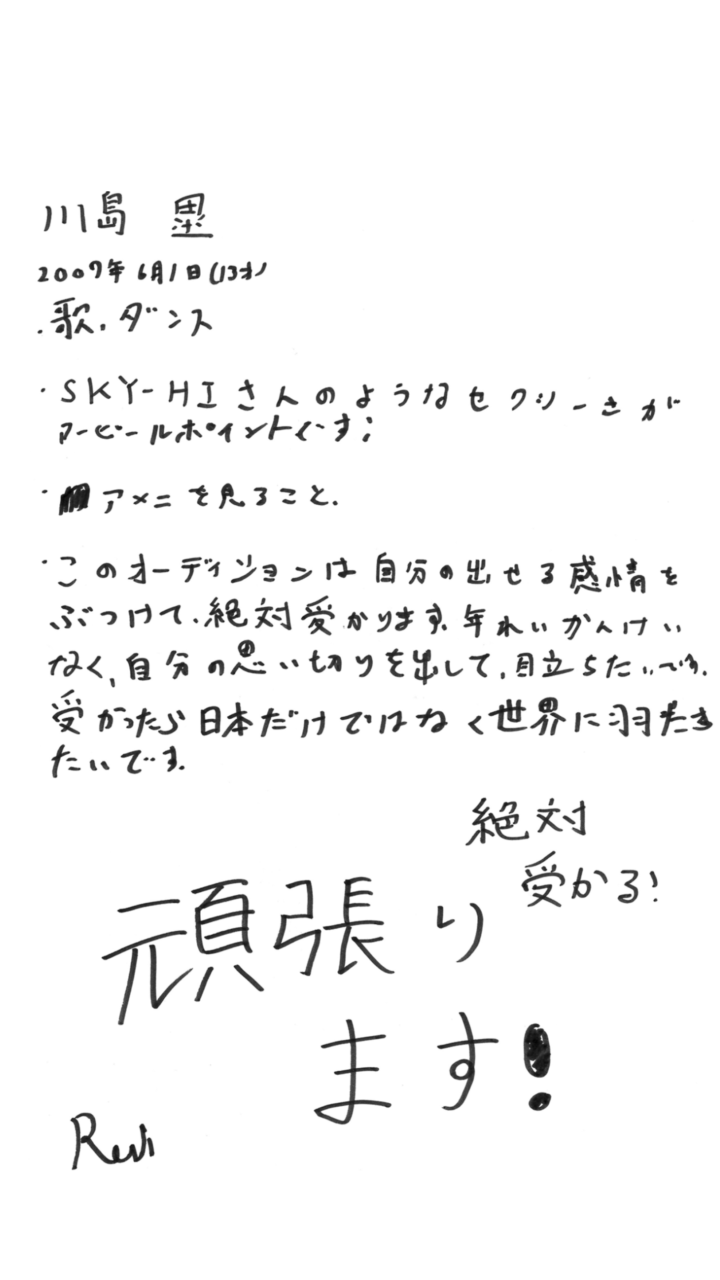 川島 塁
2007年 6月1日(13才)
・歌、ダンス
・SKY-HIさんのようなセクシーさが
アピールポイントです!
・アメニを見ること.
・このオーディションは自分の出せる感情を
ぶつけて、絶対受かります。年れいかんけい
なく、自分の思い切りを出して、目立ちたいです。
受かったら日本だけではなく世界に羽たき
たいです。
絶対
受かる!
頑張り
ます!